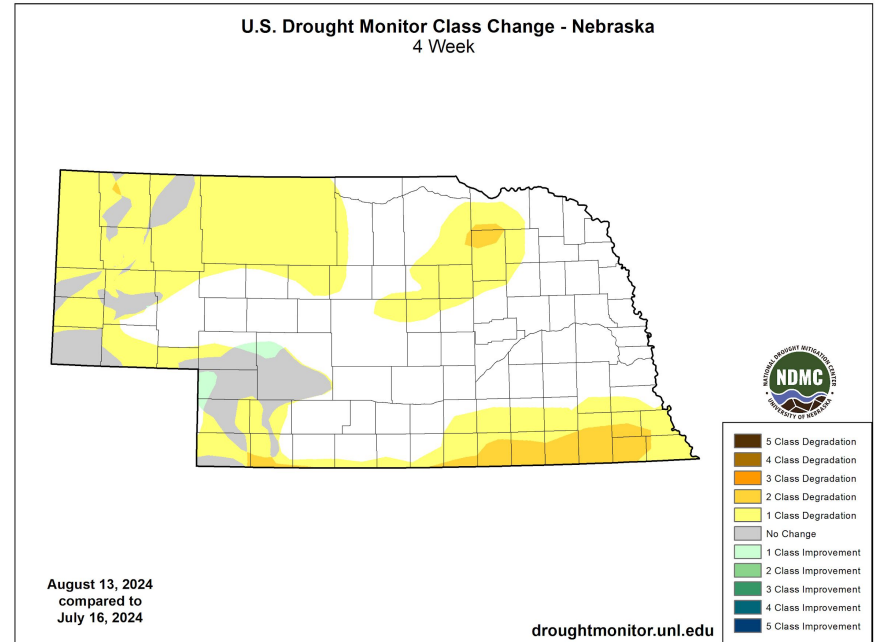 U.S. Drought Monitor Class Change - Nebraska
4 Week
NATIONAL DROUGHT MITIGATION CENTER
NDMC
UNIVERSITY OF NEBRASKA
5 Class Degradation
4 Class Degradation
3 Class Degradation
2 Class Degradation
1 Class Degradation
No Change
1 Class Improvement
2 Class Improvement
3 Class Improvement
4 Class Improvement
5 Class Improvement
August 13, 2024
compared to
July 16, 2024
droughtmonitor.unl.edu